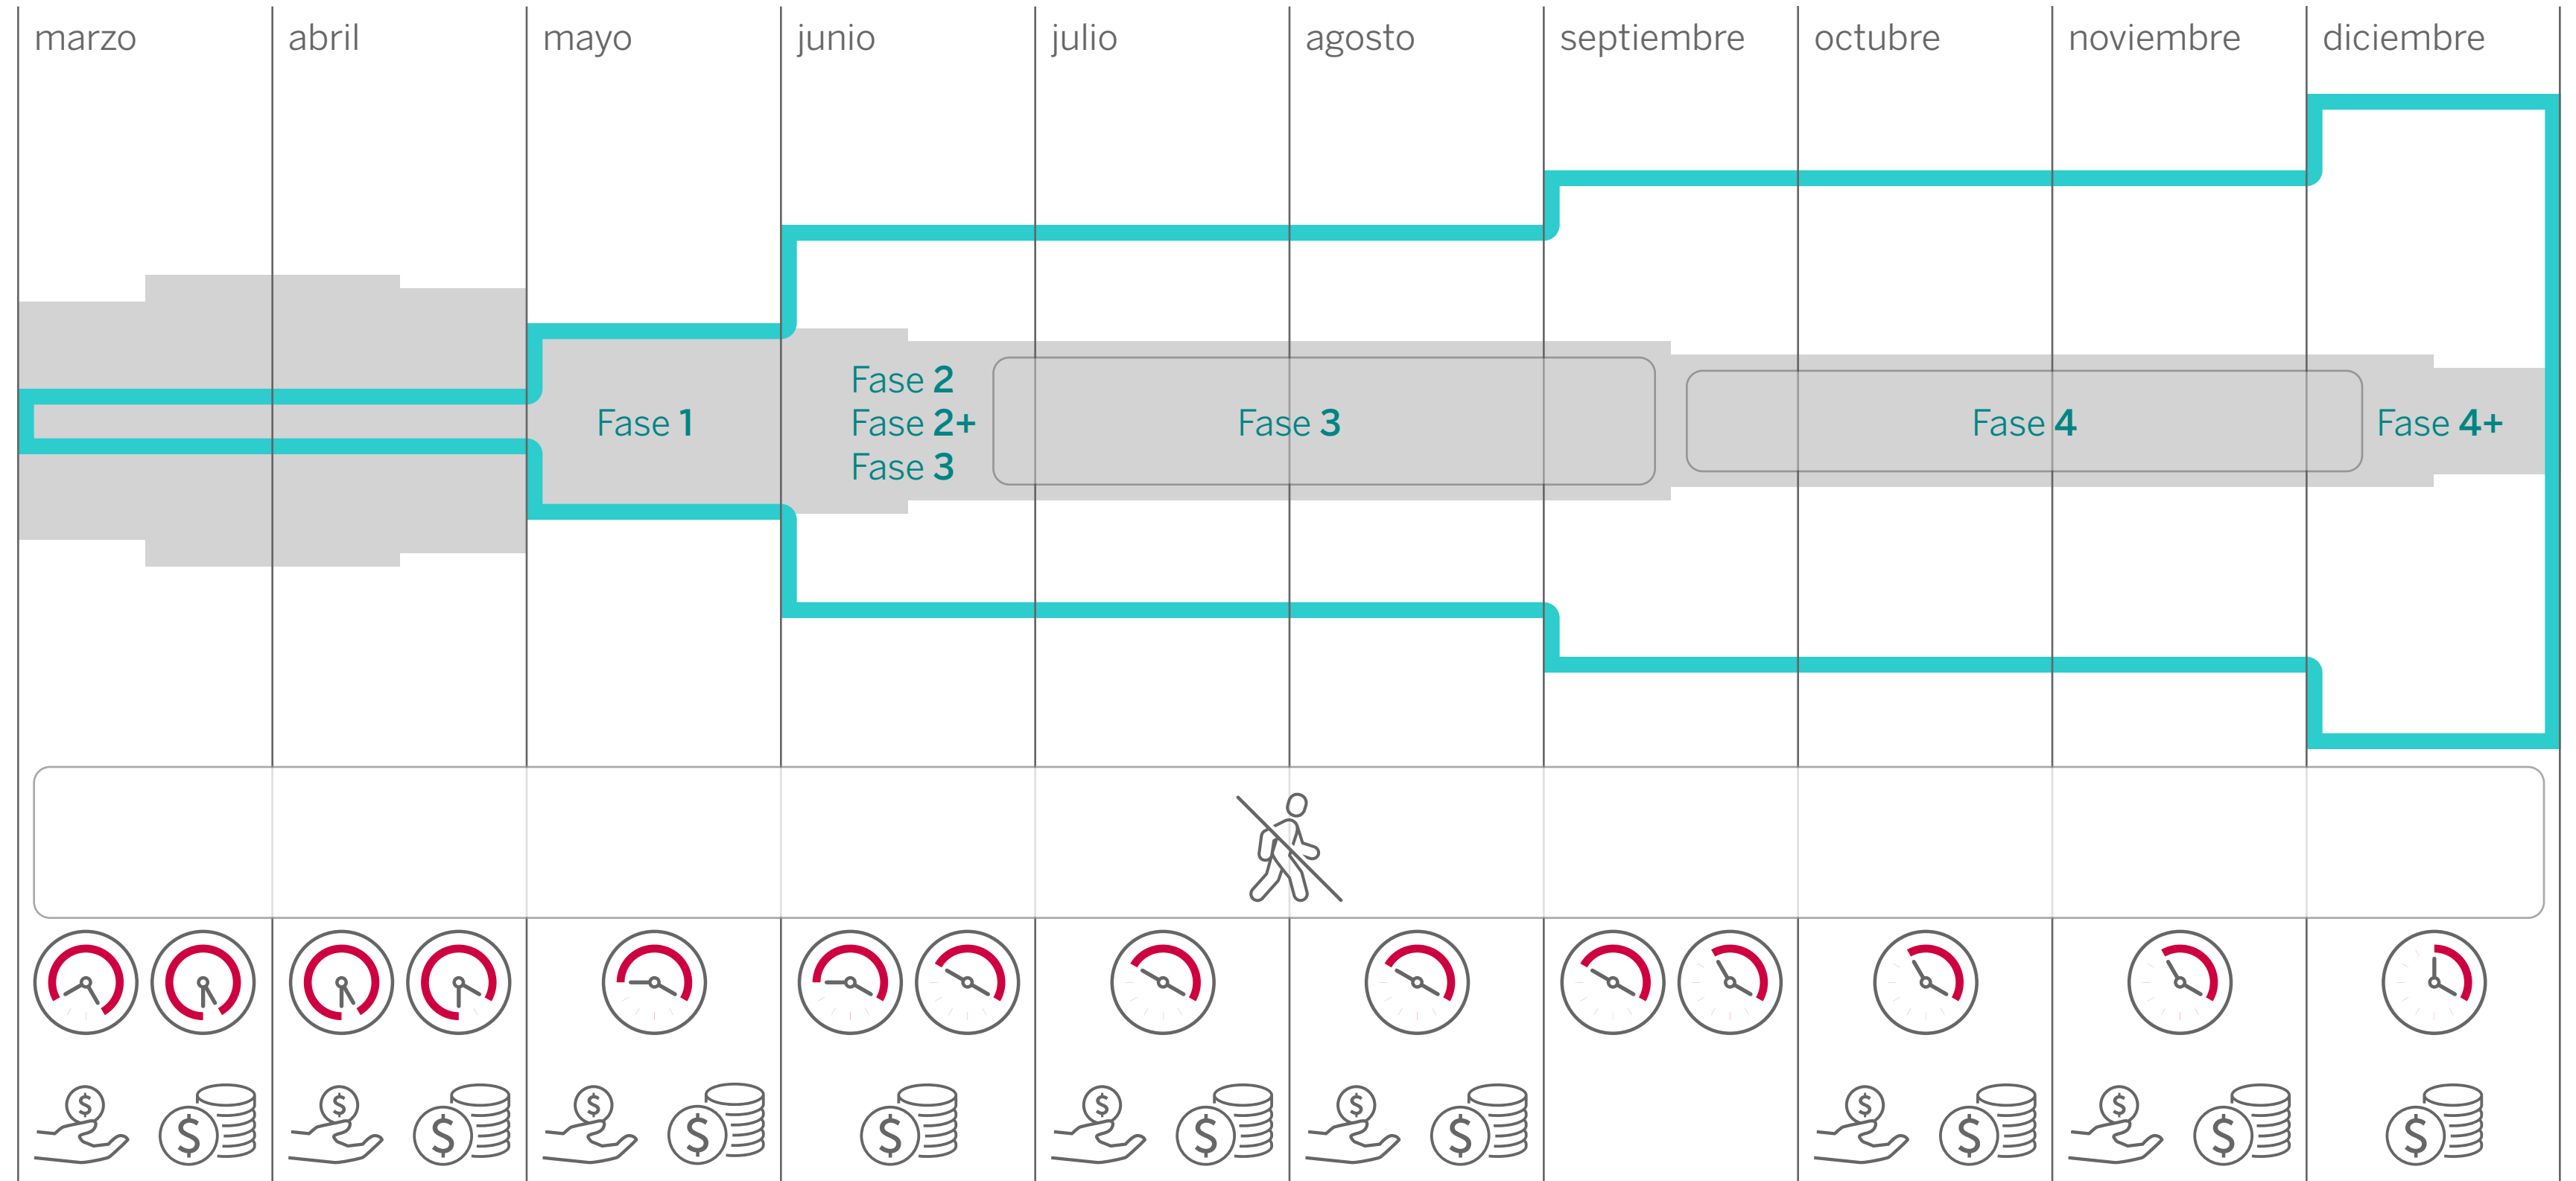 marzo
abril
mayo
junio
julio
agosto
septiembre
octubre
noviembre
diciembre
Fase 1
Fase 2
Fase 2+
Fase 3
Fase 3
Fase 4
Fase 4+
$ $
$ $
$ $
$
$ $
$ $
$ $
$ $
$